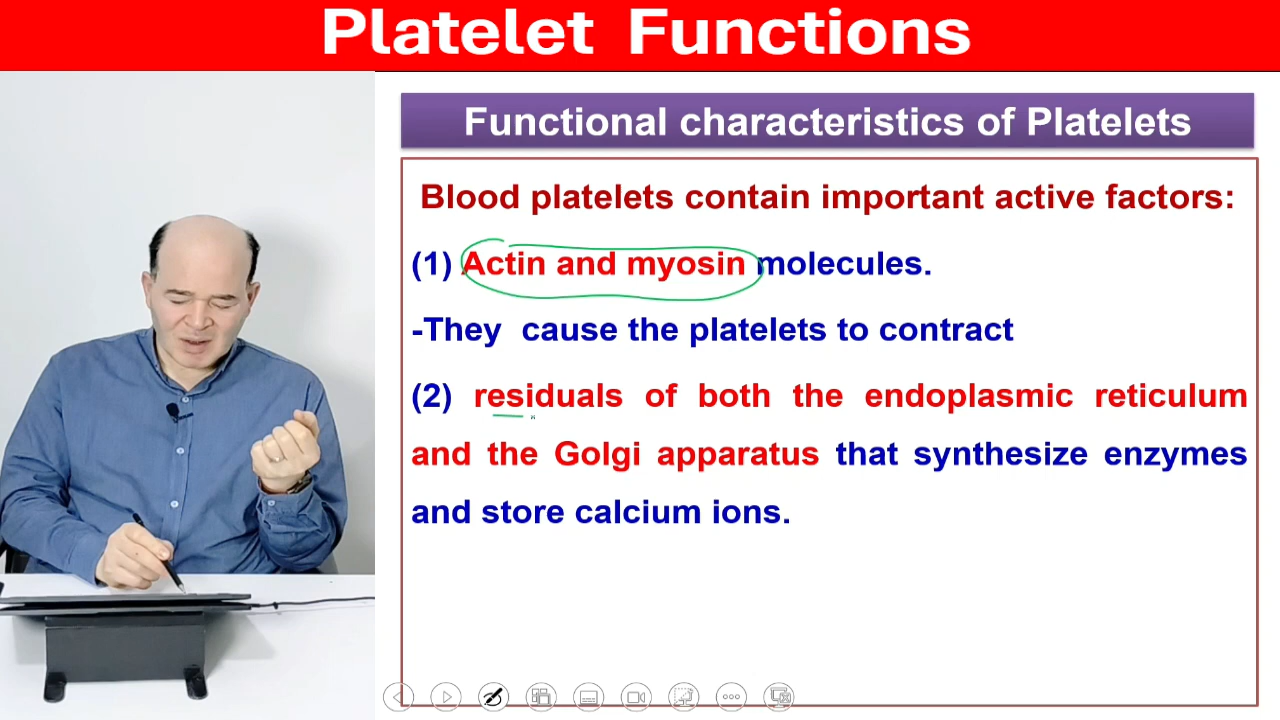 Platelet Functions
Functional characteristics of Platelets
Blood platelets contain important active factors:
(1) Actin and myosin molecules.
-They cause the platelets to contract
(2) residuals of both the endoplasmic reticulum
and the Golgi apparatus that synthesize enzymes
and store calcium ions.